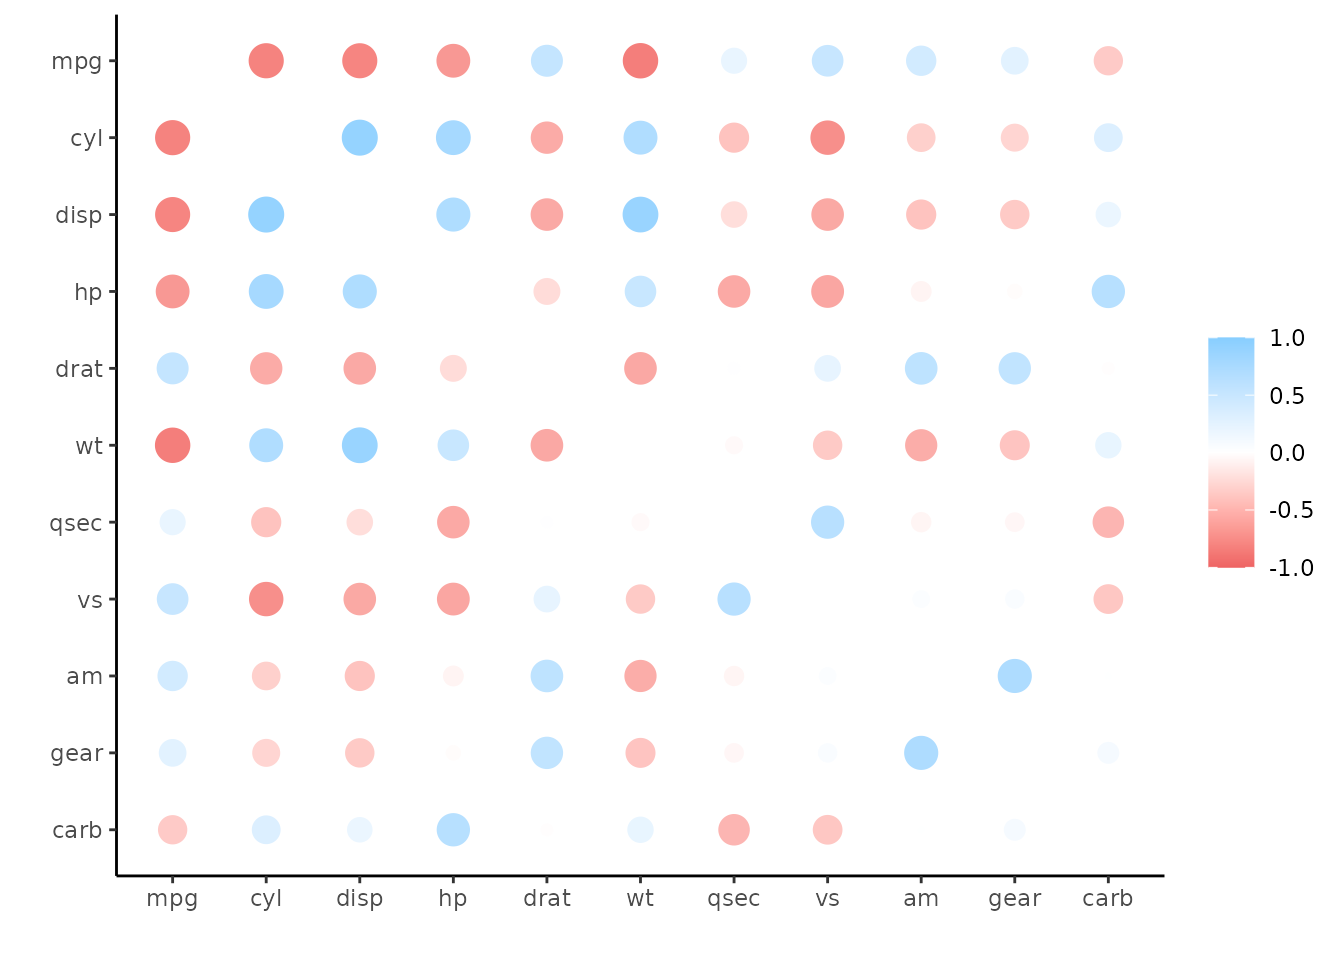 mpg
cyl
disp
hp
drat
wt
qsec
vs
am
gear
carb
mpg cyl disp hp drat wt qsec vs am gear carb
1.0
0.5
0.0
-0.5
-1.0